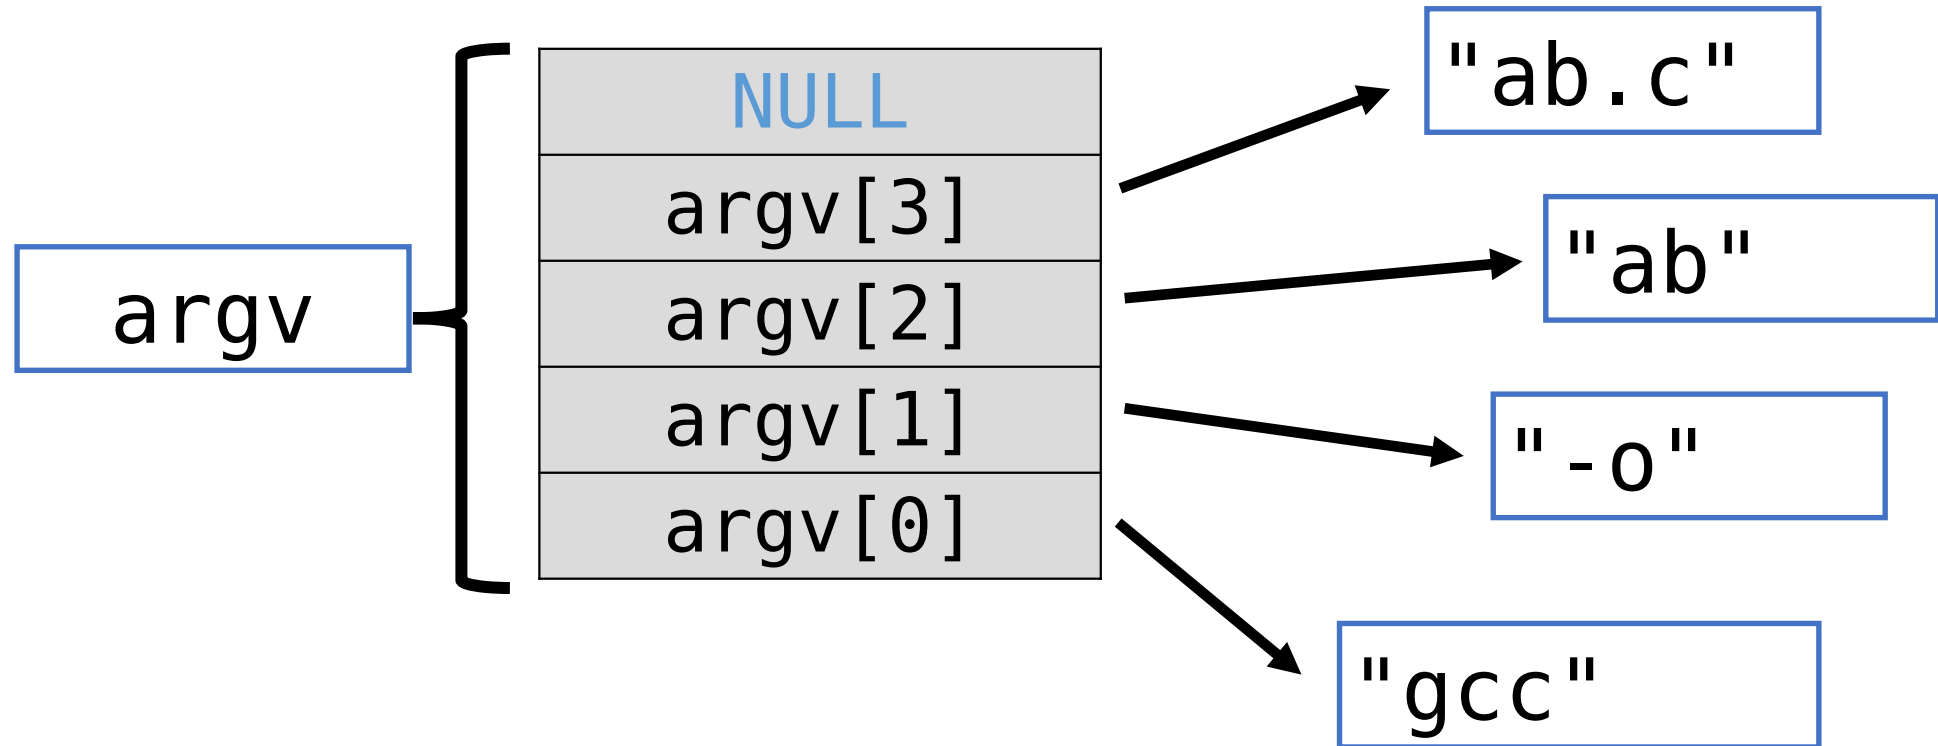 argv
NULL
argv[3]
argv[2]
argv[1]
argv[0]
"ab.c"
"ab"
"-o"
"gcc"